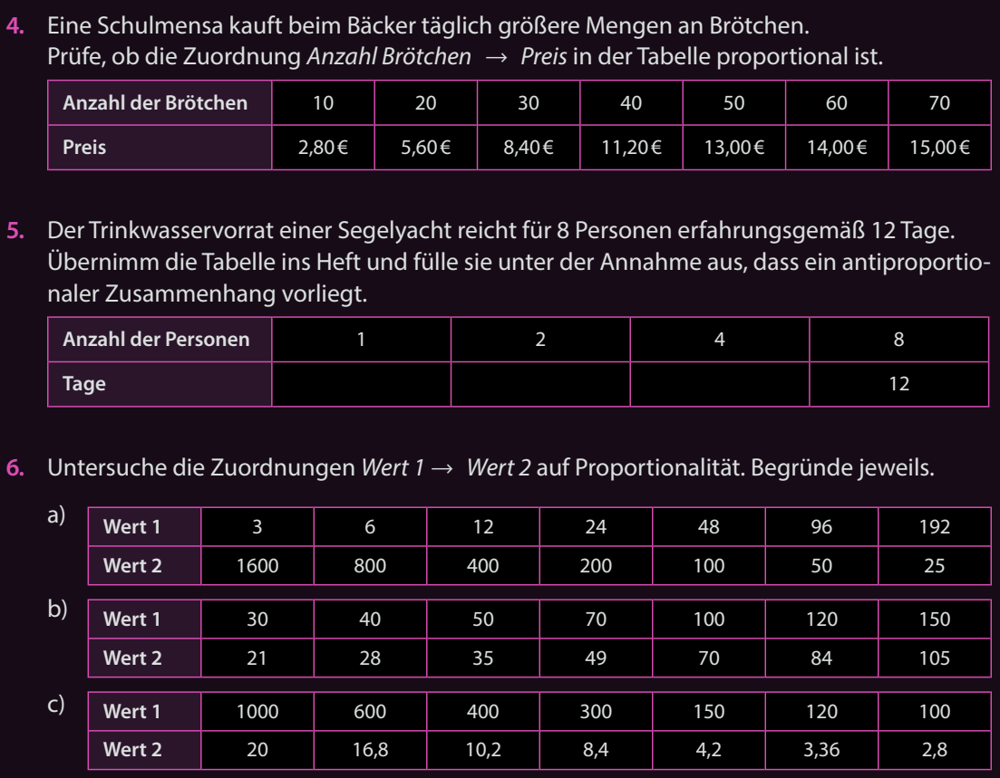 4. Eine Schulmensa kauft beim Bäcker täglich größere Mengen an Brötchen.
Prüfe, ob die Zuordnung Anzahl Brötchen → Preis in der Tabelle proportional ist.
Anzahl der Brötchen 10 20 30 40 50 60 70
Preis 2,80 € 5,60 € 8,40 € 11,20 € 13,00 € 14,00 € 15,00 €
5. Der Trinkwasservorrat einer Segelyacht reicht für 8 Personen erfahrungsgemäß 12 Tage.
Übernimm die Tabelle ins Heft und fülle sie unter der Annahme aus, dass ein antiproportio-
naler Zusammenhang vorliegt.
Anzahl der Personen 1 2 4 8
Tage 12
6. Untersuche die Zuordnungen Wert 1 → Wert 2 auf Proportionalität. Begründe jeweils.
a) Wert 1 3 6 12 24 48 96 192
Wert 2 1600 800 400 200 100 50 25
b) Wert 1 30 40 50 70 100 120 150
Wert 2 21 28 35 49 70 84 105
c) Wert 1 1000 600 400 300 150 120 100
Wert 2 20 16,8 10,2 8,4 4,2 3,36 2,8